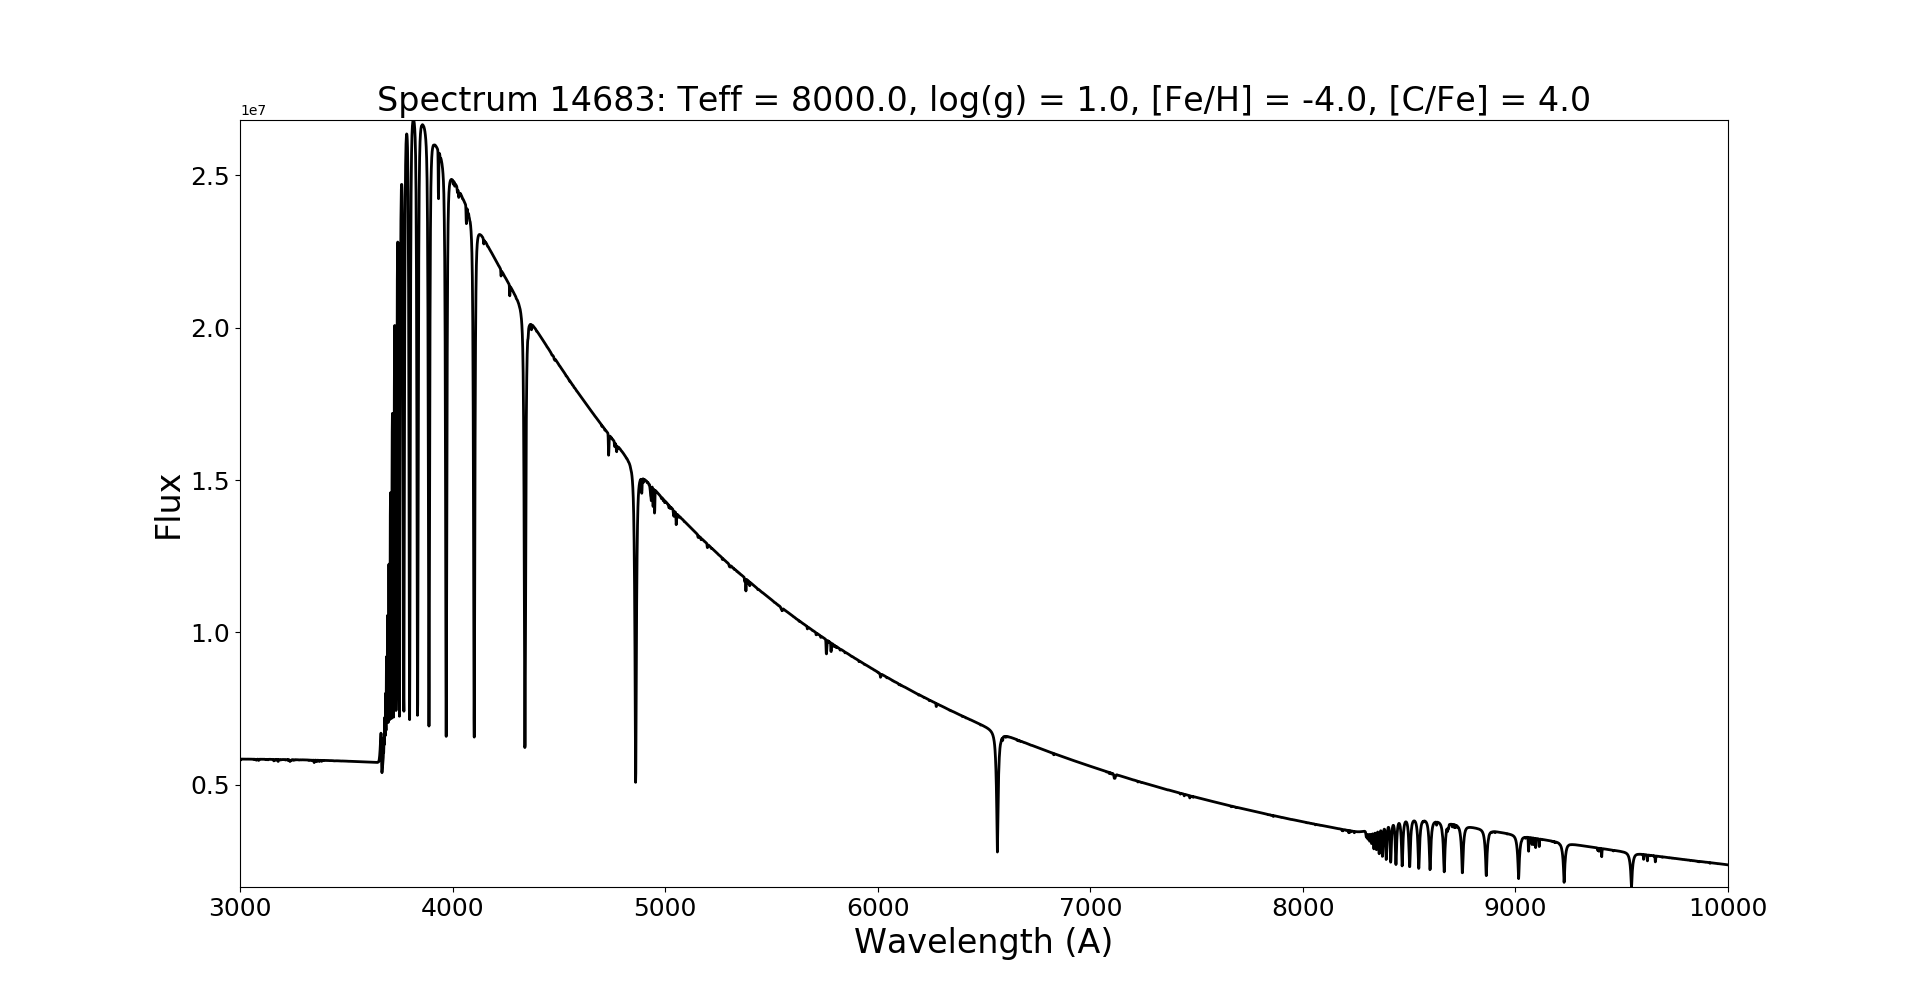 Spectrum 14683: Teff = 8000.0, log(g) = 1.0, [Fe/H] = -4.0, [C/Fe] = 4.0
1e7
2.5
2.0
1.5
1.0
0.5
Flux
3000 4000 5000 6000 7000 8000 9000 10000
Wavelength (A)